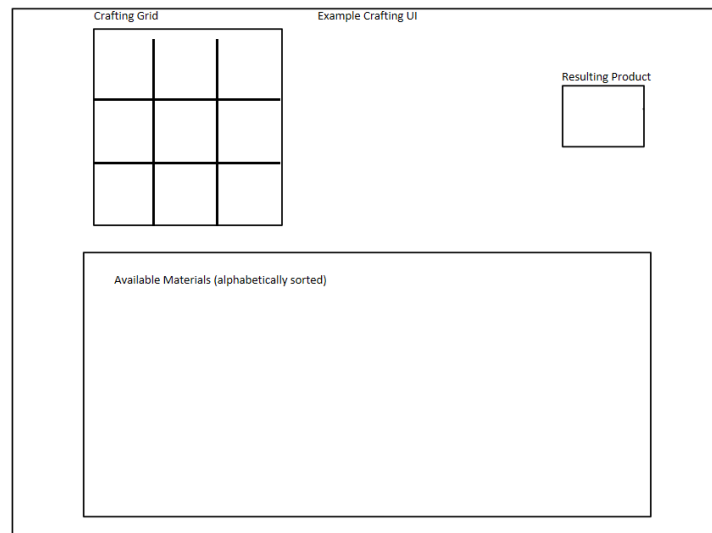 Crafting Grid
Example Crafting UI
Resulting Product
Available Materials (alphabetically sorted)